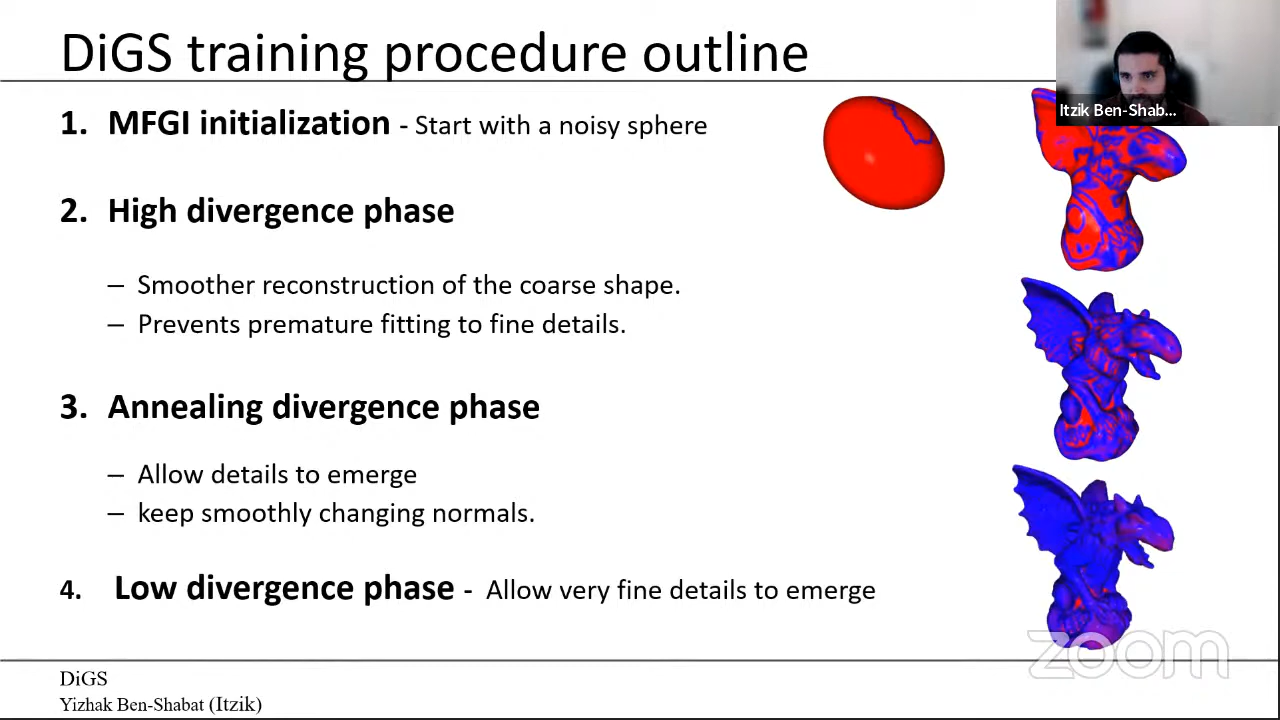 DiGS training procedure outline
Itzik Ben-Shab...
1. MFGI initialization - Start with a noisy sphere
2. High divergence phase
– Smoother reconstruction of the coarse shape.
– Prevents premature fitting to fine details.
3. Annealing divergence phase
– Allow details to emerge
– keep smoothly changing normals.
4. Low divergence phase - Allow very fine details to emerge
zoom
DiGS
Yizhak Ben-Shabat (Itzik)